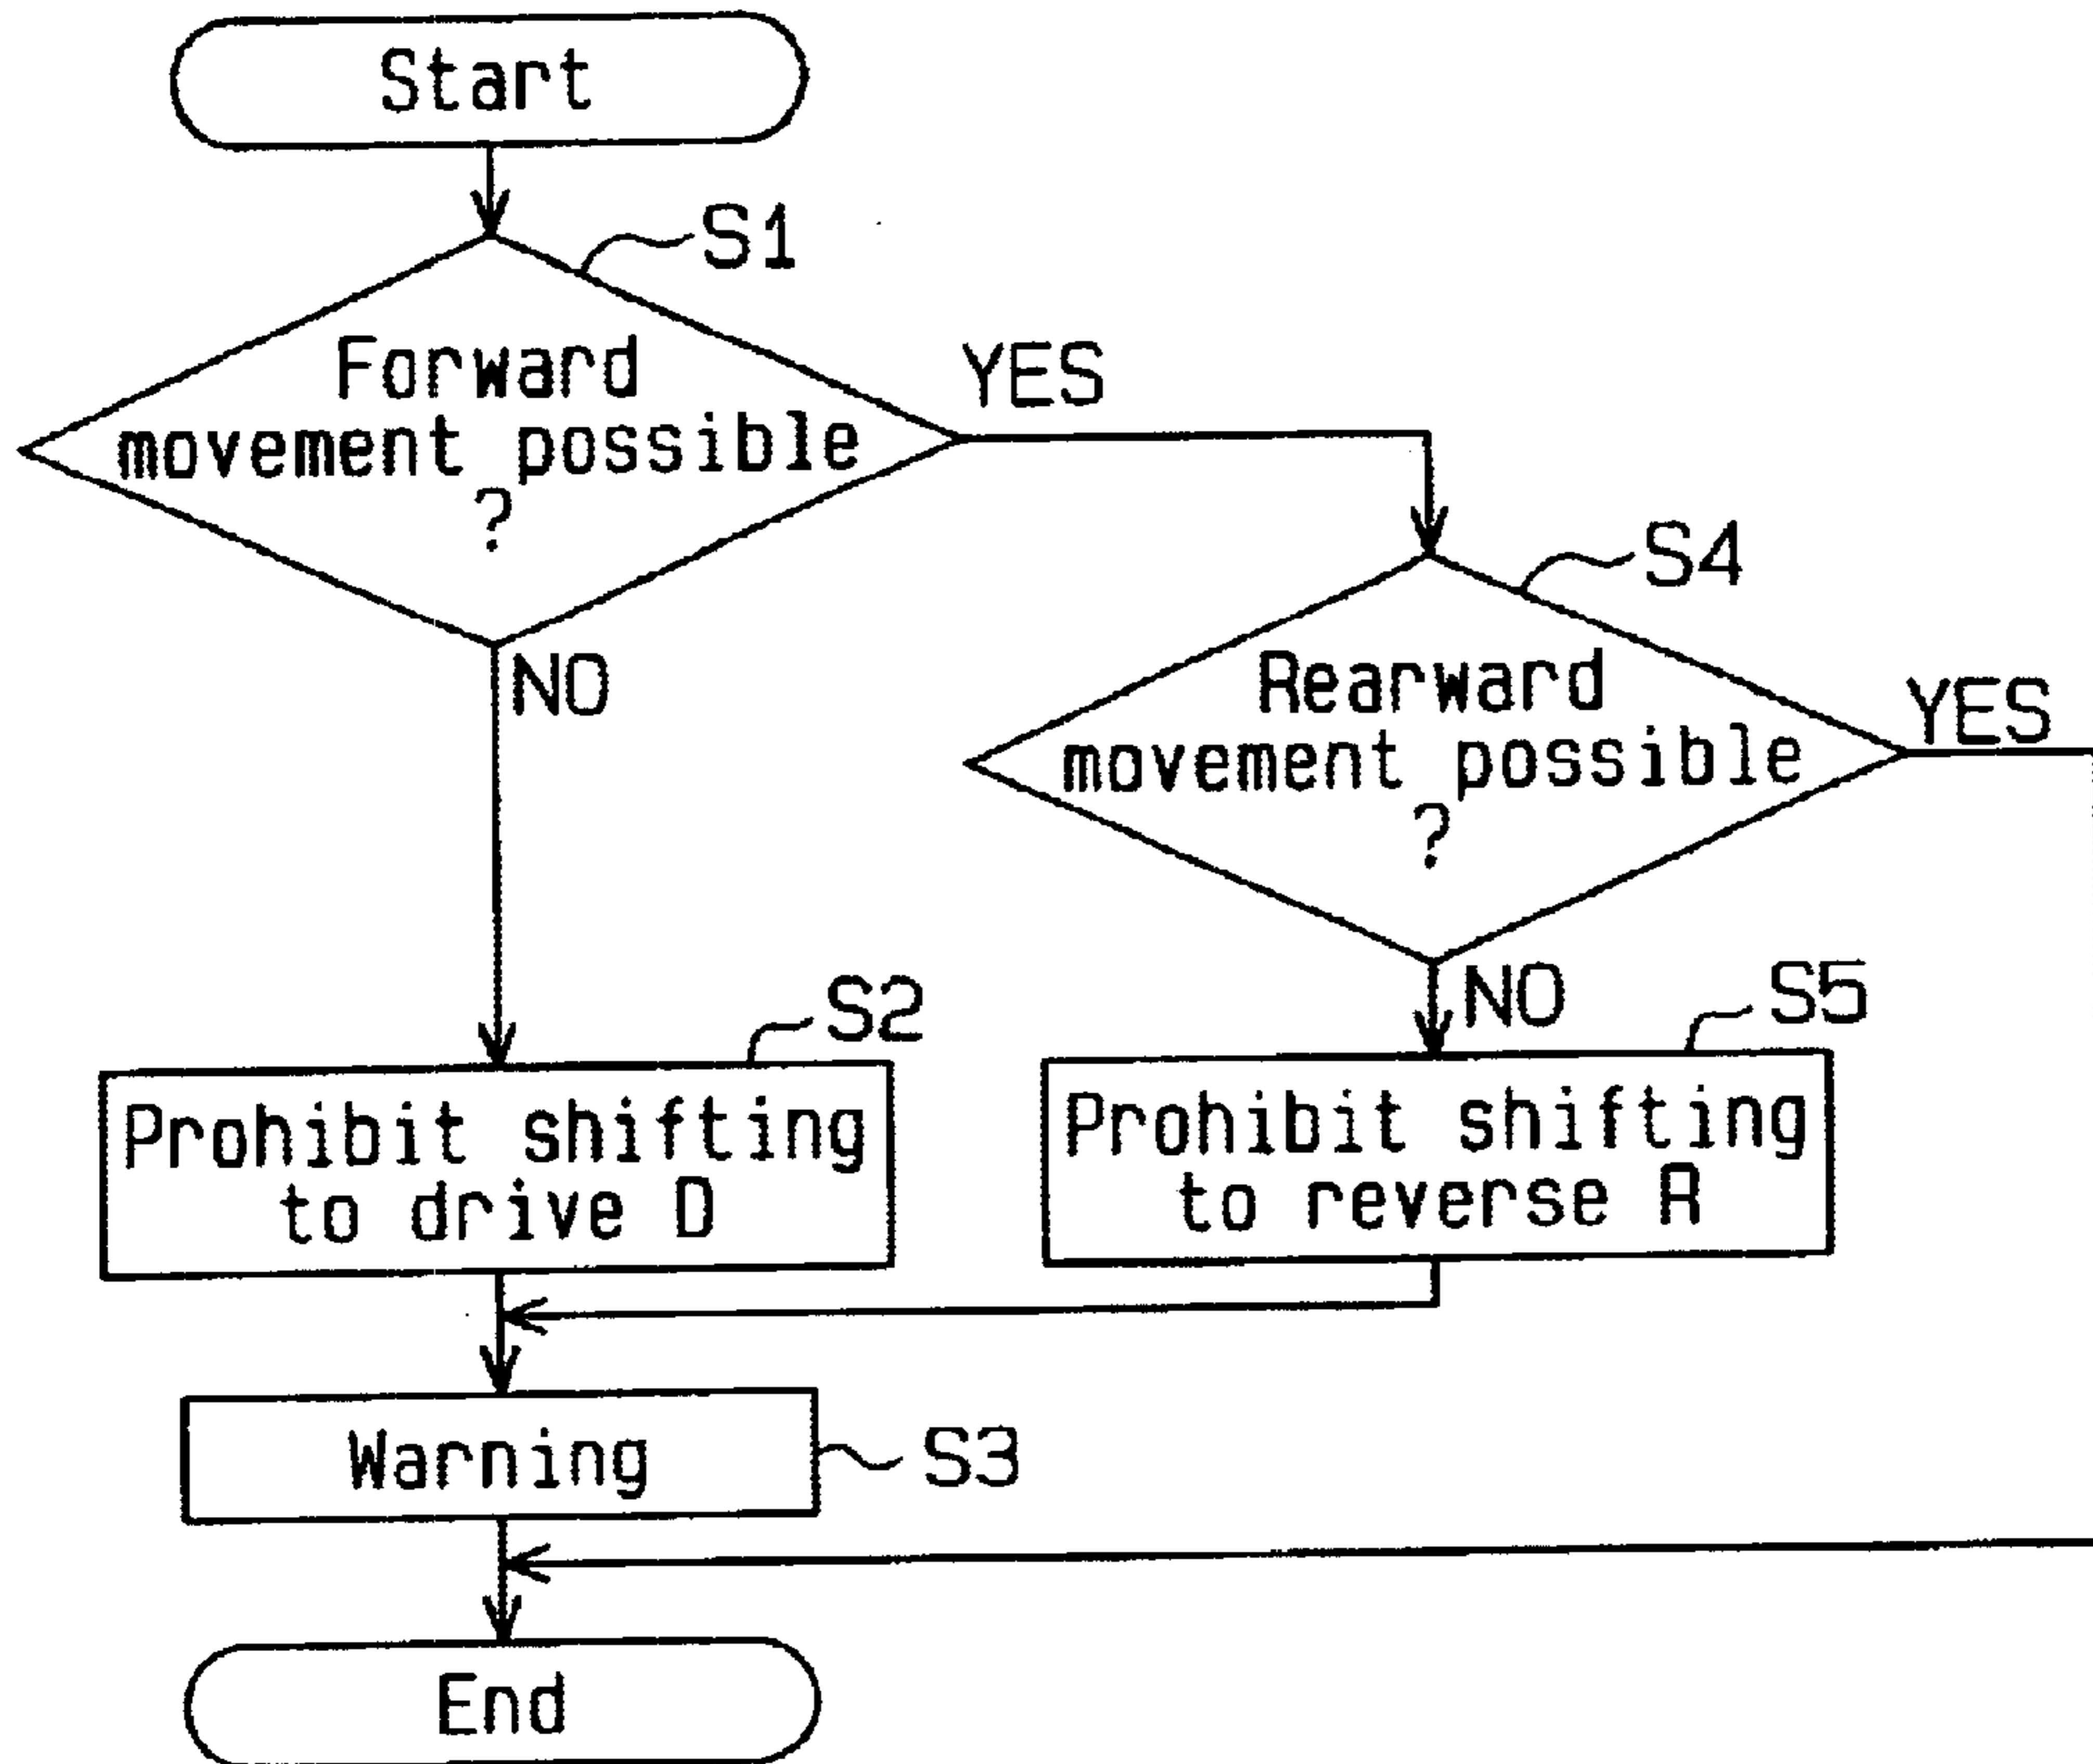 Start
S1
Forward
movement possible
?
YES
NO
S4
Rearward
movement possible
?
YES
NO
S2
Prohibit shifting
to drive D
S5
Prohibit shifting
to reverse R
Warning
S3
End